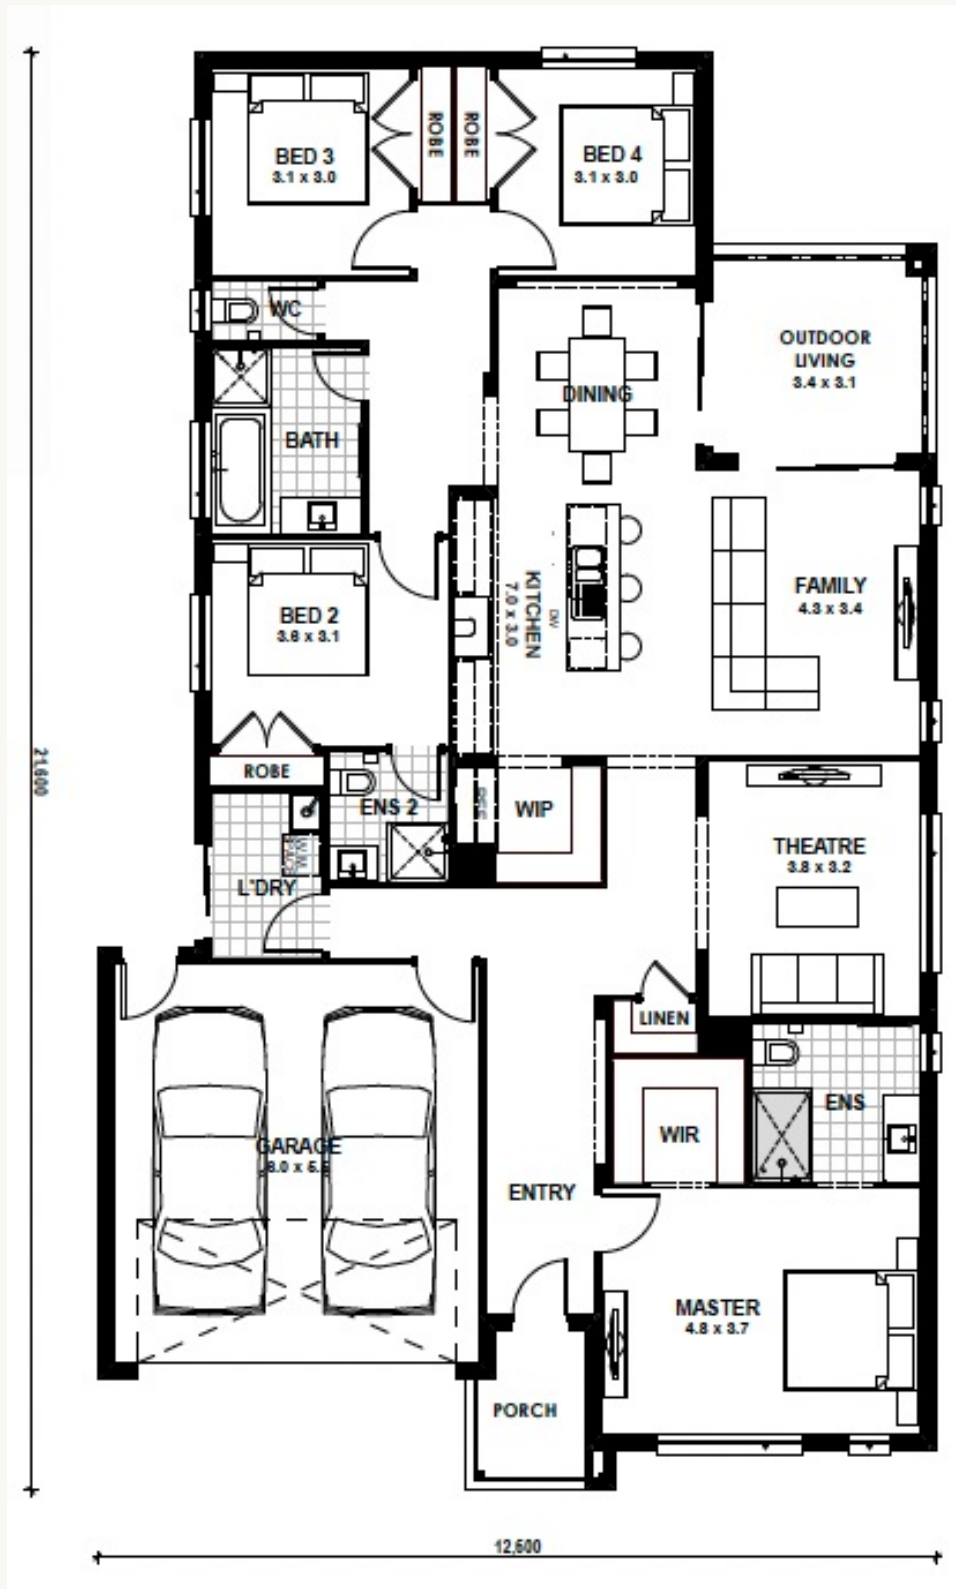 BED 3
3.1 x 3.0
ROBE
ROBE
BED 4
3.1 x 3.0
WC
OUTDOOR
LIVING
3.4 x 3.1
DINING
BATH
BED 2
3.6 x 3.1
KITCHEN
7.0 x 3.0
DW
FAMILY
4.3 x 3.4
21,600
ROBE
ENS 2
WIP
THEATRE
3.8 x 3.2
L'DRY
LINEN
ENS
WIR
GARAGE
ENTRY
MASTER
4.8 x 3.7
PORCH
12,600